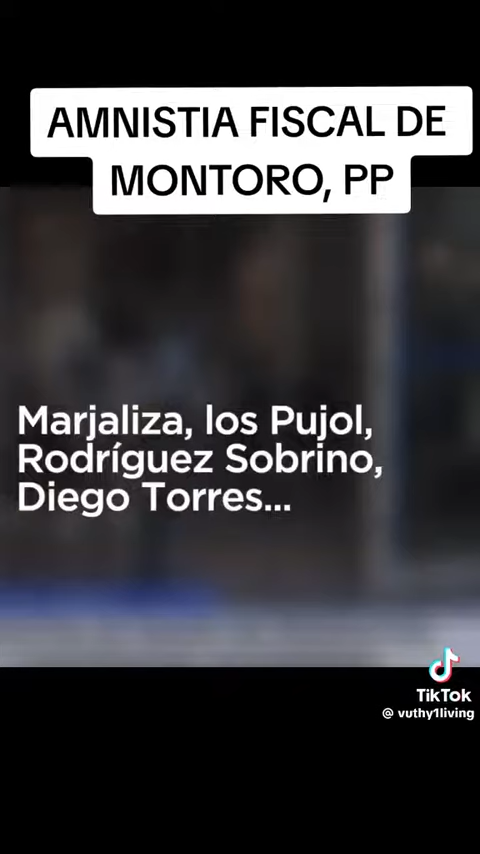 AMNISTIA FISCAL DE
MONTORO, PP
Marjaliza, los Pujol,
Rodríguez Sobrino,
Diego Torres...
TikTok
@ vuthy1living